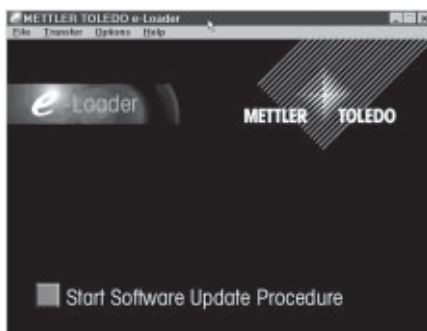 METTLER TOLEDO e-Loader
File Transfer Options Help
e-Loader
METTLER TOLEDO
Start Software Update Procedure